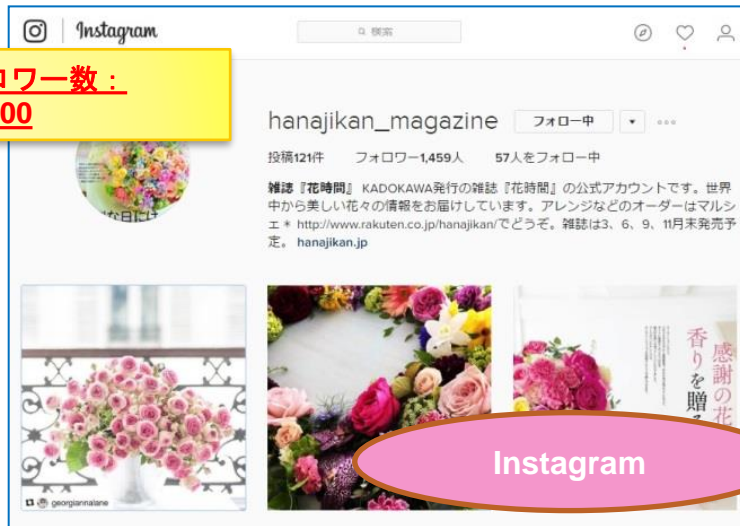 Instagram
検索
ロワー数：
00
hanajikan_magazine フォロー中
投稿121件 フォロワー1,459人 57人をフォロー中
雑誌『花時間』 KADOKAWA発行の雑誌『花時間』の公式アカウントです。世界
中から美しい花々の情報をお届けしています。アレンジなどのオーダーはマルシ
ェ＊ http://www.rakuten.co.jp/hanajikan/でどうぞ。雑誌は3、6、9、11月末発売予
定。 hanajikan.jp
な日には
感謝の花
香りを贈る
georgiannalane
Instagram